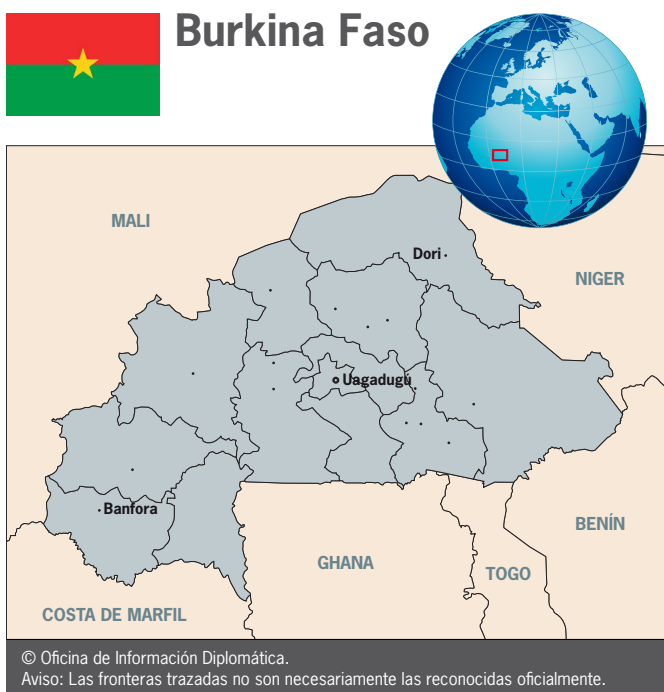 Burkina Faso
MALI
Dori
NIGER
Uagadugú
Banfora
BENÍN
GHANA
TOGO
COSTA DE MARFIL
© Oficina de Información Diplomática.
Aviso: Las fronteras trazadas no son necesariamente las reconocidas oficialmente.